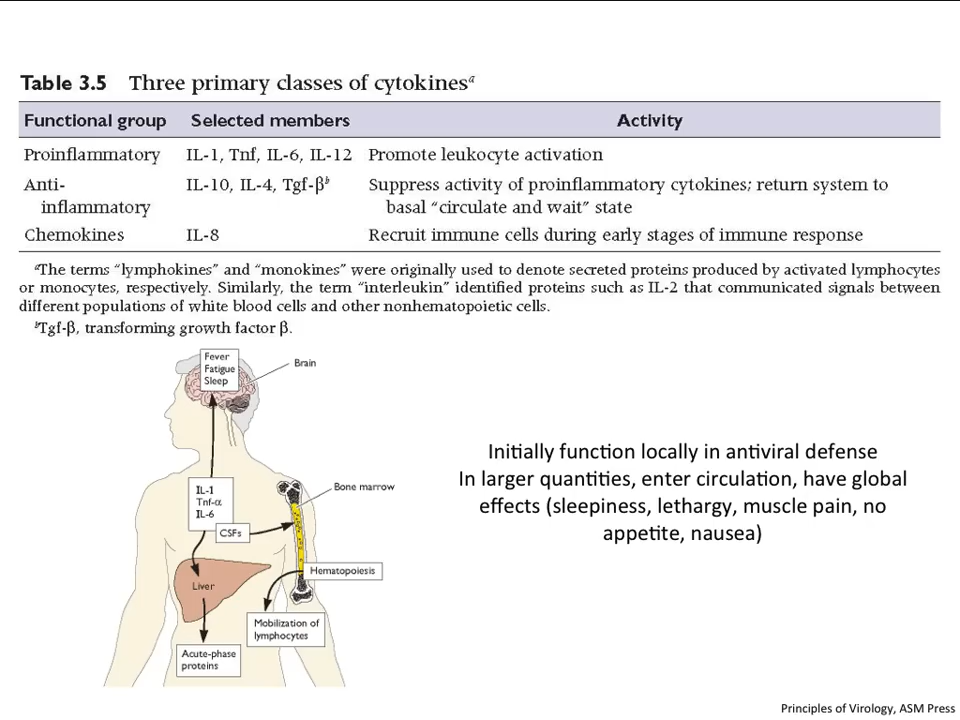 Table 3.5 Three primary classes of cytokinesᵃ
Functional group Selected members Activity
Proinflammatory IL-1, Tnf, IL-6, IL-12 Promote leukocyte activation
Anti- IL-10, IL-4, Tgf-βᵇ Suppress activity of proinflammatory cytokines; return system to
inflammatory basal “circulate and wait” state
Chemokines IL-8 Recruit immune cells during early stages of immune response
ᵃThe terms “lymphokines” and “monokines” were originally used to denote secreted proteins produced by activated lymphocytes
or monocytes, respectively. Similarly, the term “interleukin” identified proteins such as IL-2 that communicated signals between
different populations of white blood cells and other nonhematopoietic cells.
ᵇTgf-β, transforming growth factor β.
Fever
Fatigue
Sleep
Brain
IL-1
Tnf-α
IL-6
Bone marrow
CSFs
Hematopoiesis
Liver
Mobilization of
lymphocytes
Acute-phase
proteins
Initially function locally in antiviral defense
In larger quantities, enter circulation, have global
effects (sleepiness, lethargy, muscle pain, no
appetite, nausea)
Principles of Virology, ASM Press